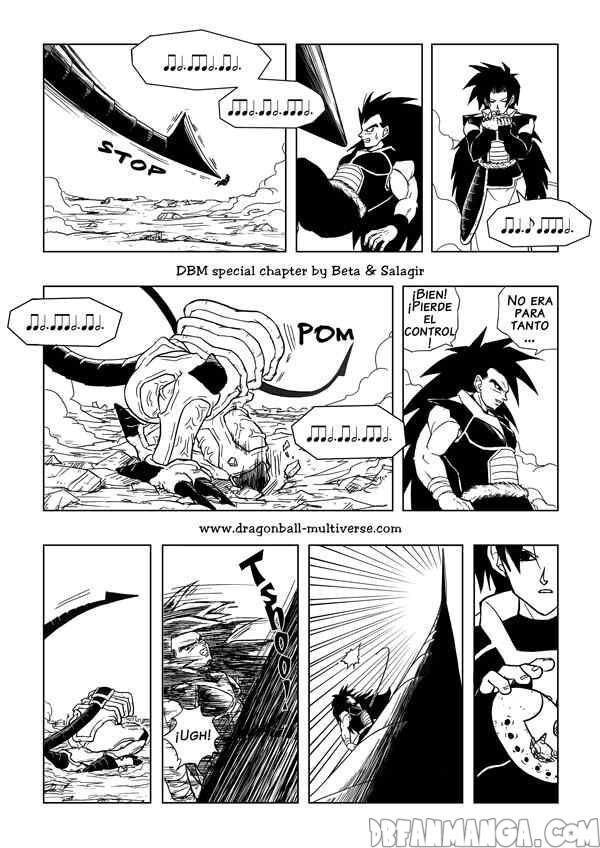 STOP
DBM special chapter by Beta & Salagir
POM
¡BIEN!
¡PIERDE
EL
CONTROL!
NO ERA
PARA
TANTO
...
www.dragonball-multiverse.com
Tshoo!
¡UGH!
DBFANMANGA.COM